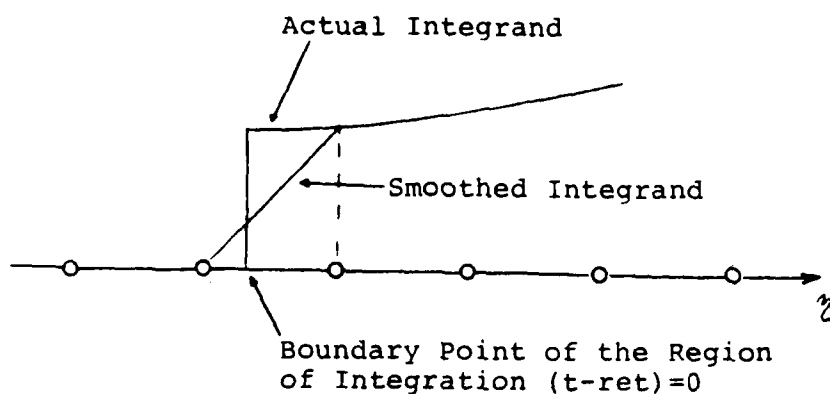 Actual Integrand
Smoothed Integrand
η
Boundary Point of the Region
of Integration (t-ret)=0